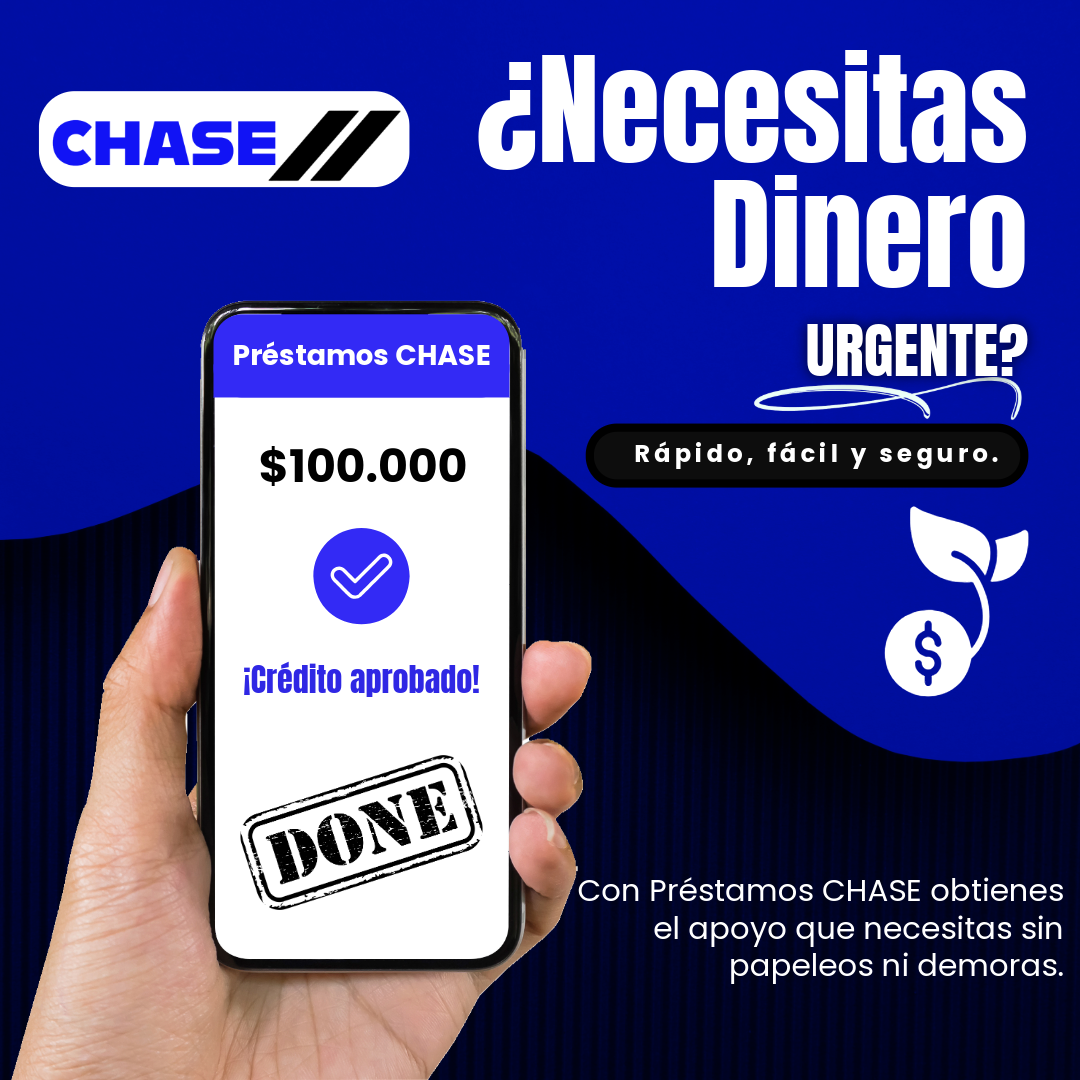 CHASE
¿Necesitas
Dinero
URGENTE?
Rápido, fácil y seguro.
Préstamos CHASE
$100.000
¡Crédito aprobado!
DONE
$
Con Préstamos CHASE obtienes
el apoyo que necesitas sin
papeleos ni demoras.